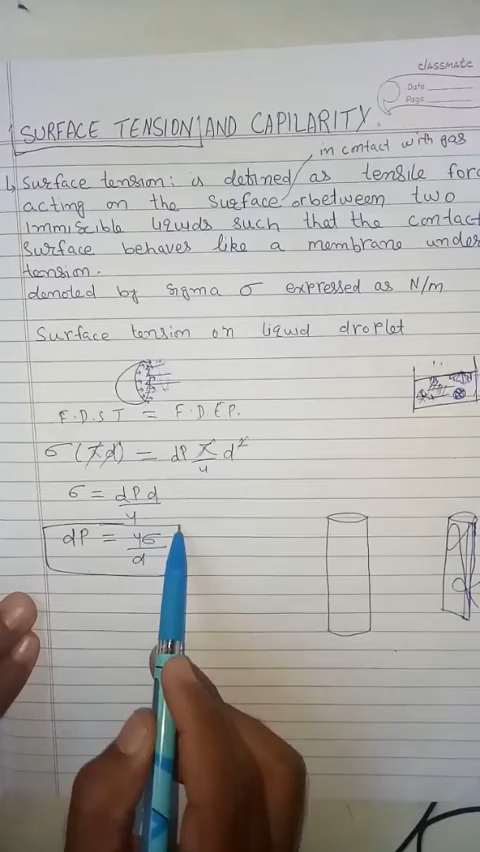 classmate
Date
Page
SURFACE TENSION AND CAPILARITY.
in contact with gas
Surface tension: is defined as tensile forc
acting on the surface or between two
immiscible liquids such that the contact
surface behaves like a membrane under
tension.
denoted by sigma σ expressed as N/m
Surface tension on liquid droplet
F.D.S T = F.D.E.P.
σ(πd) = dP π/4 d²
σ = dPd/4
dP = 4σ/d